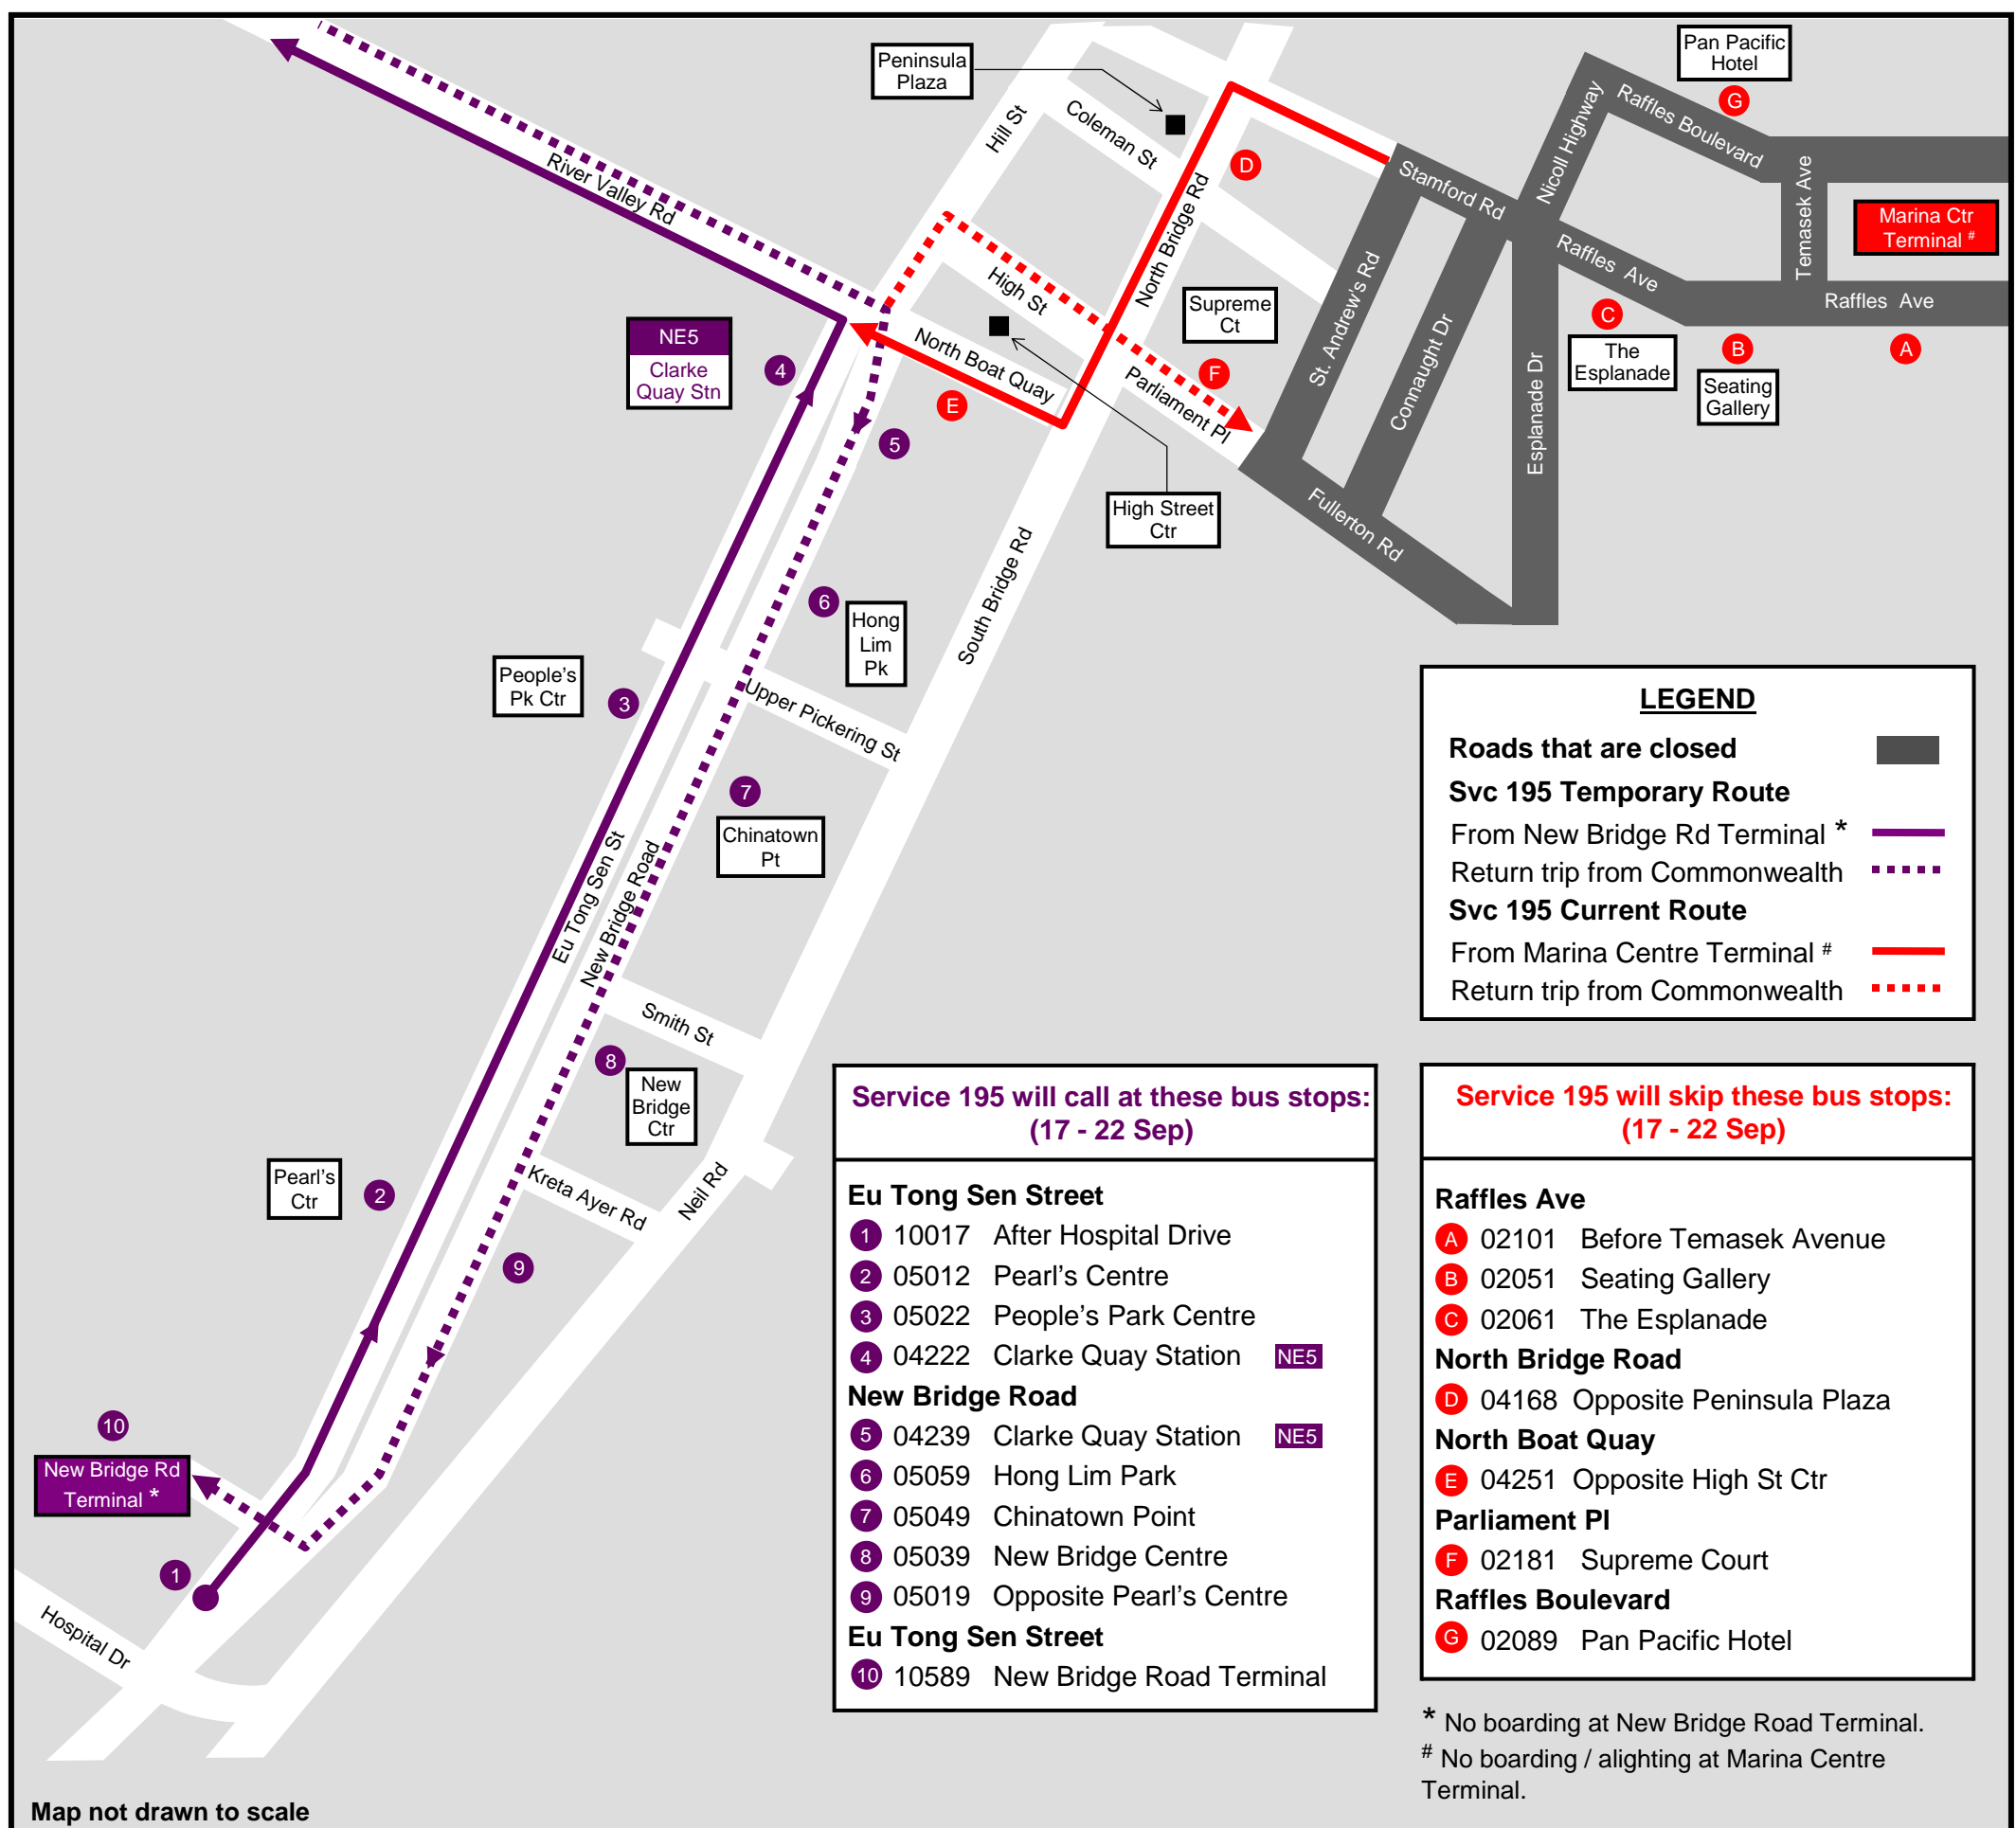 Pan Pacific
Hotel
G
Peninsula
Plaza
Raffles Boulevard
Nicoll Highway
Hill St
Coleman St
D
Temasek Ave
Stamford Rd
River Valley Rd
North Bridge Rd
Marina Ctr
Terminal #
Raffles Ave
Raffles Ave
High St
St. Andrew's Rd
Supreme
Ct
C
The
Esplanade
B
Seating
Gallery
A
NE5
Clarke
Quay Stn
4
North Boat Quay
E
F
Parliament Pl
Connaught Dr
Esplanade Dr
5
High Street
Ctr
Fullerton Rd
South Bridge Rd
6
Hong
Lim
Pk
People's
Pk Ctr
3
Upper Pickering St
7
Chinatown
Pt
Eu Tong Sen St
New Bridge Road
Smith St
8
New
Bridge
Ctr
Pearl's
Ctr
2
Kreta Ayer Rd
Neil Rd
9
10
New Bridge Rd
Terminal *
1
Hospital Dr
LEGEND
Roads that are closed
Svc 195 Temporary Route
From New Bridge Rd Terminal *
Return trip from Commonwealth
Svc 195 Current Route
From Marina Centre Terminal #
Return trip from Commonwealth
Service 195 will call at these bus stops:
(17 - 22 Sep)
Eu Tong Sen Street
1 10017 After Hospital Drive
2 05012 Pearl's Centre
3 05022 People's Park Centre
4 04222 Clarke Quay Station NE5
New Bridge Road
5 04239 Clarke Quay Station NE5
6 05059 Hong Lim Park
7 05049 Chinatown Point
8 05039 New Bridge Centre
9 05019 Opposite Pearl's Centre
Eu Tong Sen Street
10 10589 New Bridge Road Terminal
Service 195 will skip these bus stops:
(17 - 22 Sep)
Raffles Ave
A 02101 Before Temasek Avenue
B 02051 Seating Gallery
C 02061 The Esplanade
North Bridge Road
D 04168 Opposite Peninsula Plaza
North Boat Quay
E 04251 Opposite High St Ctr
Parliament Pl
F 02181 Supreme Court
Raffles Boulevard
G 02089 Pan Pacific Hotel
* No boarding at New Bridge Road Terminal.
# No boarding / alighting at Marina Centre
Terminal.
Map not drawn to scale